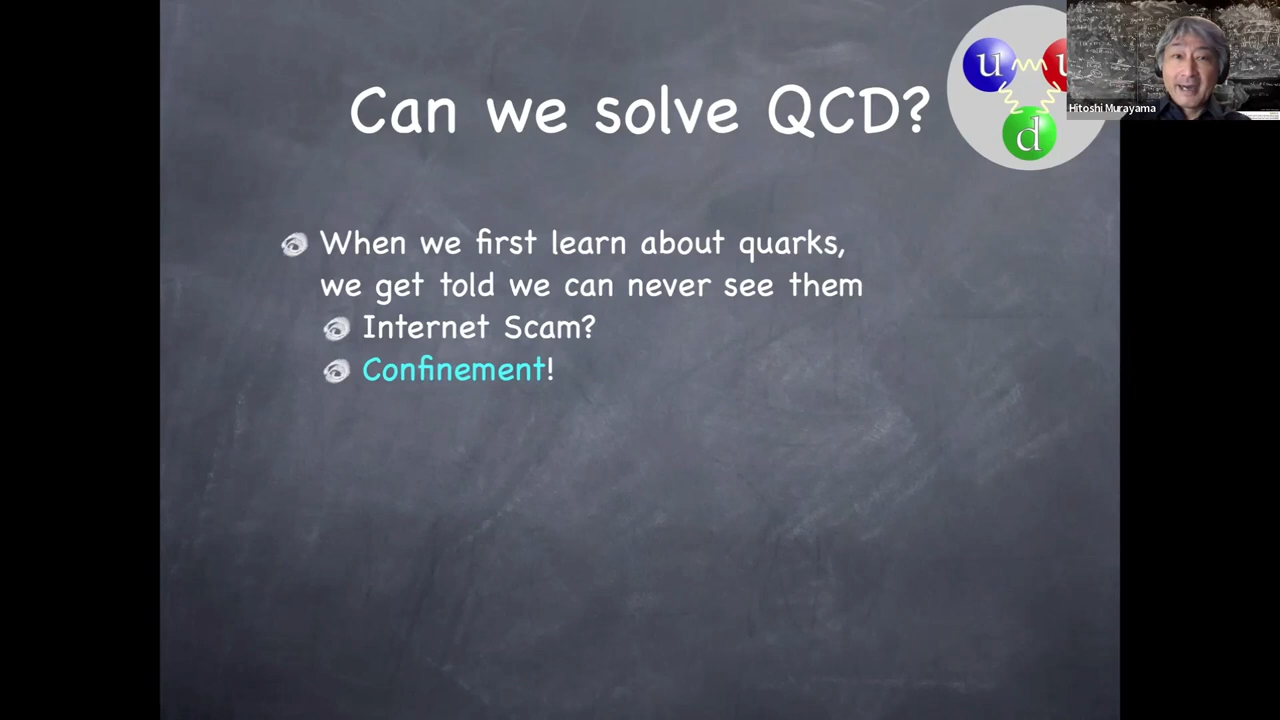 Can we solve QCD?
u
u
d
Hitoshi Murayama
When we first learn about quarks,
we get told we can never see them
Internet Scam?
Confinement!